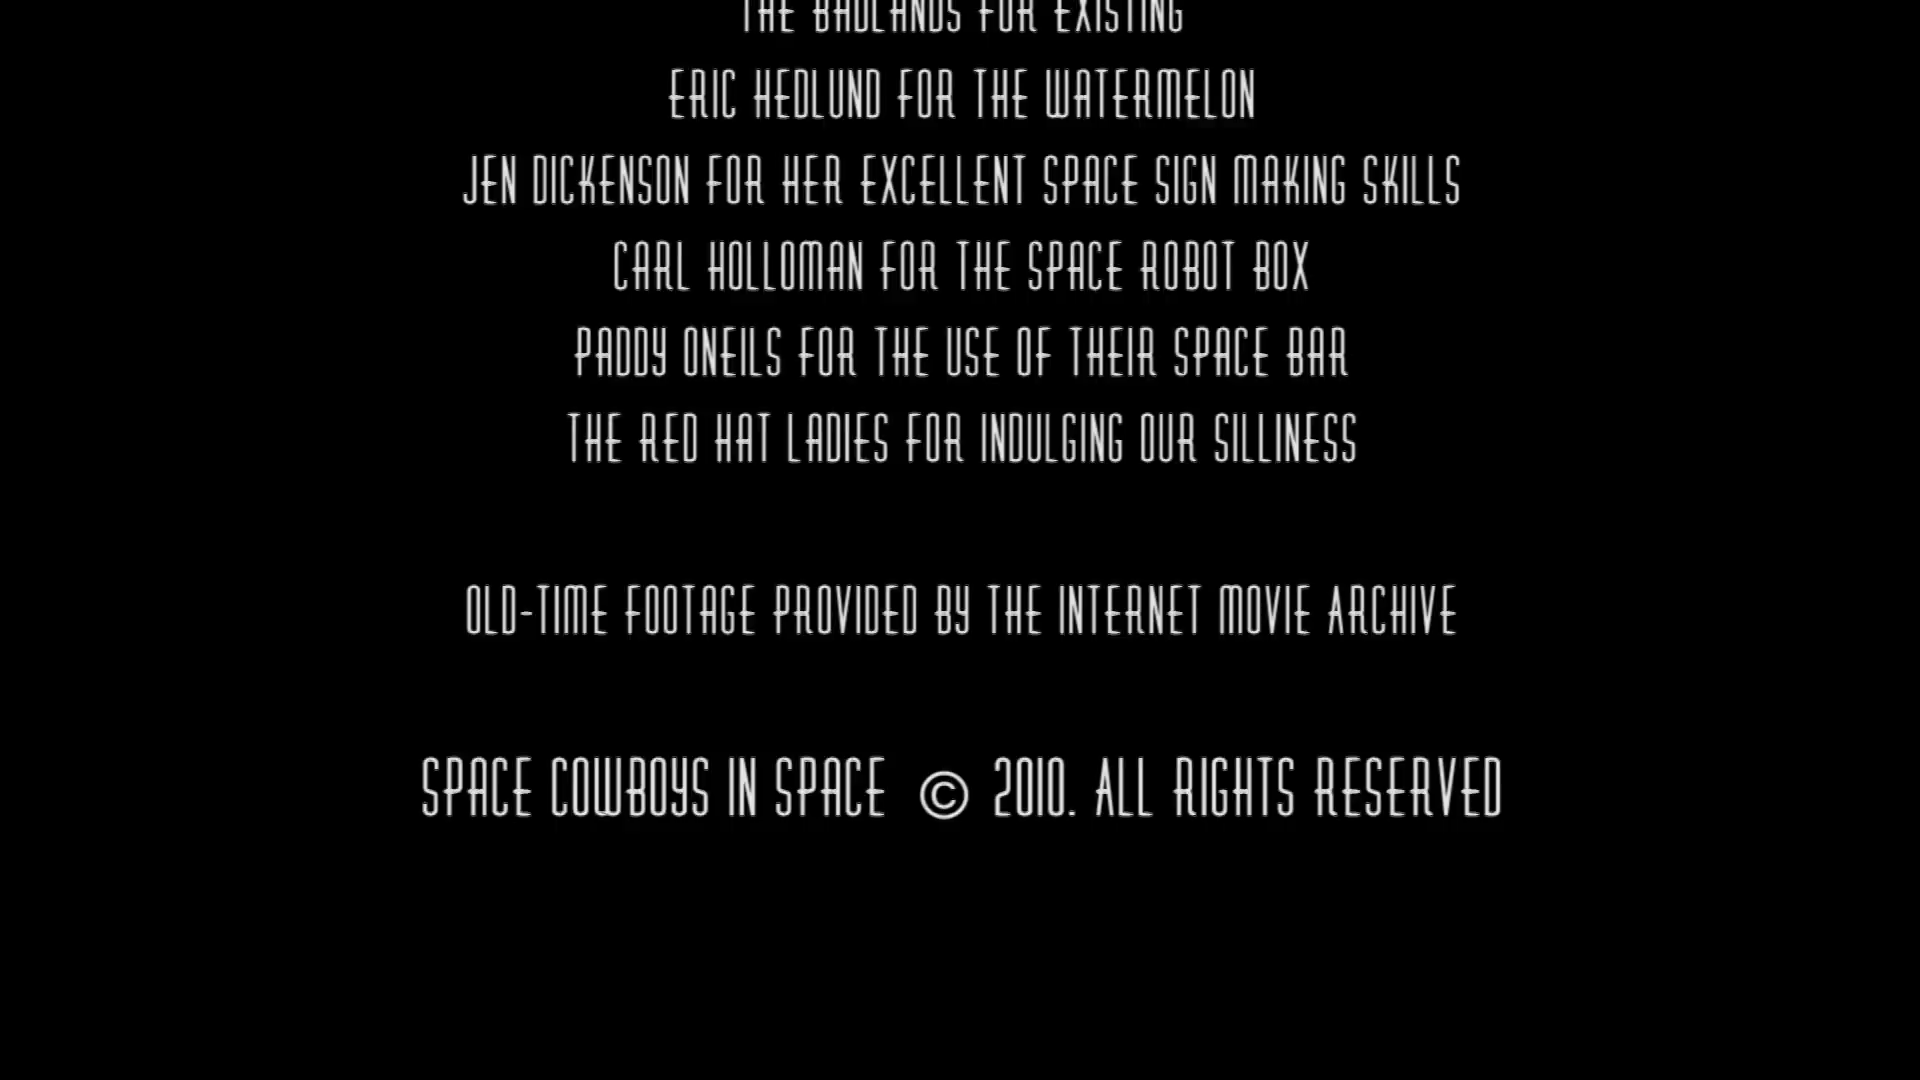 THE BADLANDS FOR EXISTING
ERIC HEDLUND FOR THE WATERMELON
JEN DICKENSON FOR HER EXCELLENT SPACE SIGN MAKING SKILLS
CARL HOLLOMAN FOR THE SPACE ROBOT BOX
PADDY ONEILS FOR THE USE OF THEIR SPACE BAR
THE RED HAT LADIES FOR INDULGING OUR SILLINESS
OLD-TIME FOOTAGE PROVIDED BY THE INTERNET MOVIE ARCHIVE
SPACE COWBOYS IN SPACE © 2010. ALL RIGHTS RESERVED